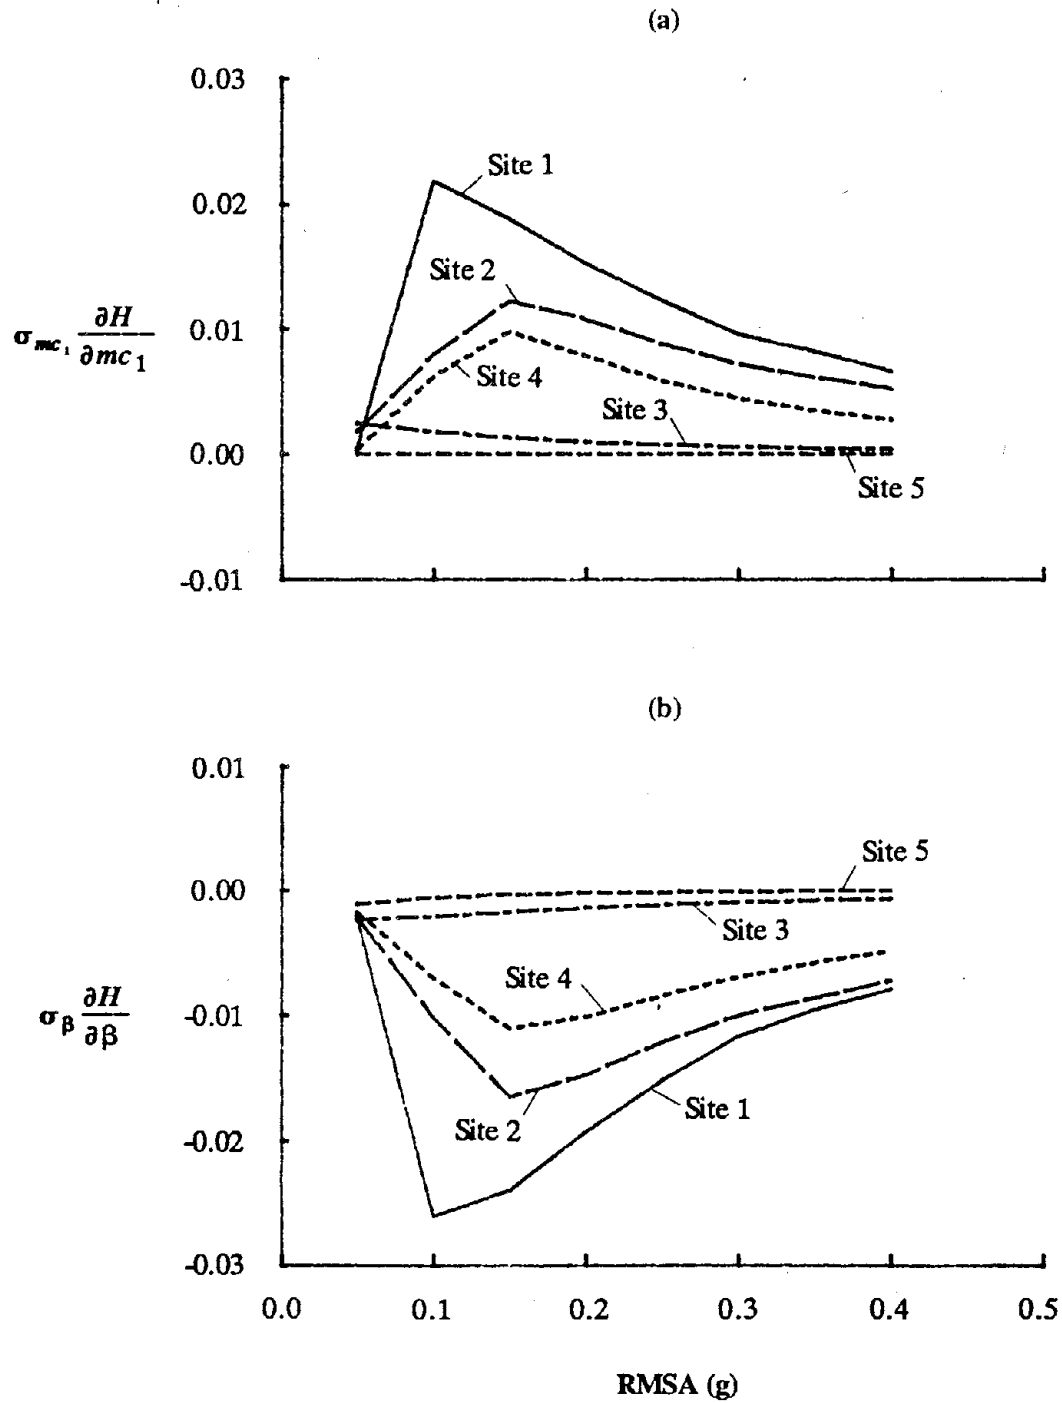 (a)
0.03
0.02
0.01
0.00
-0.01
σmc₁ ∂H/∂mc₁
Site 1
Site 2
Site 4
Site 3
Site 5
(b)
0.01
0.00
-0.01
-0.02
-0.03
σβ ∂H/∂β
Site 5
Site 3
Site 4
Site 2
Site 1
0.0 0.1 0.2 0.3 0.4 0.5
RMSA (g)